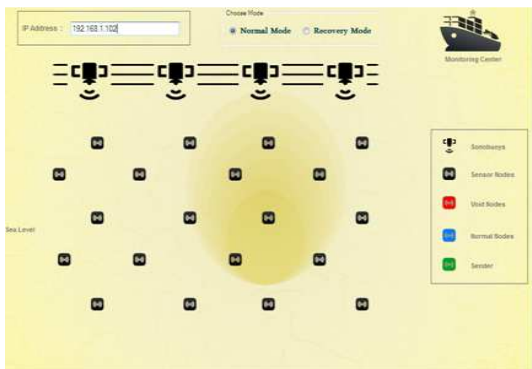 Choose Mode
IP Address : 192.168.1.102
Normal Mode Recovery Mode
Monitoring Center
Sonobuoys
Sensor Nodes
Void Nodes
Sea Level
Normal Nodes
Sender